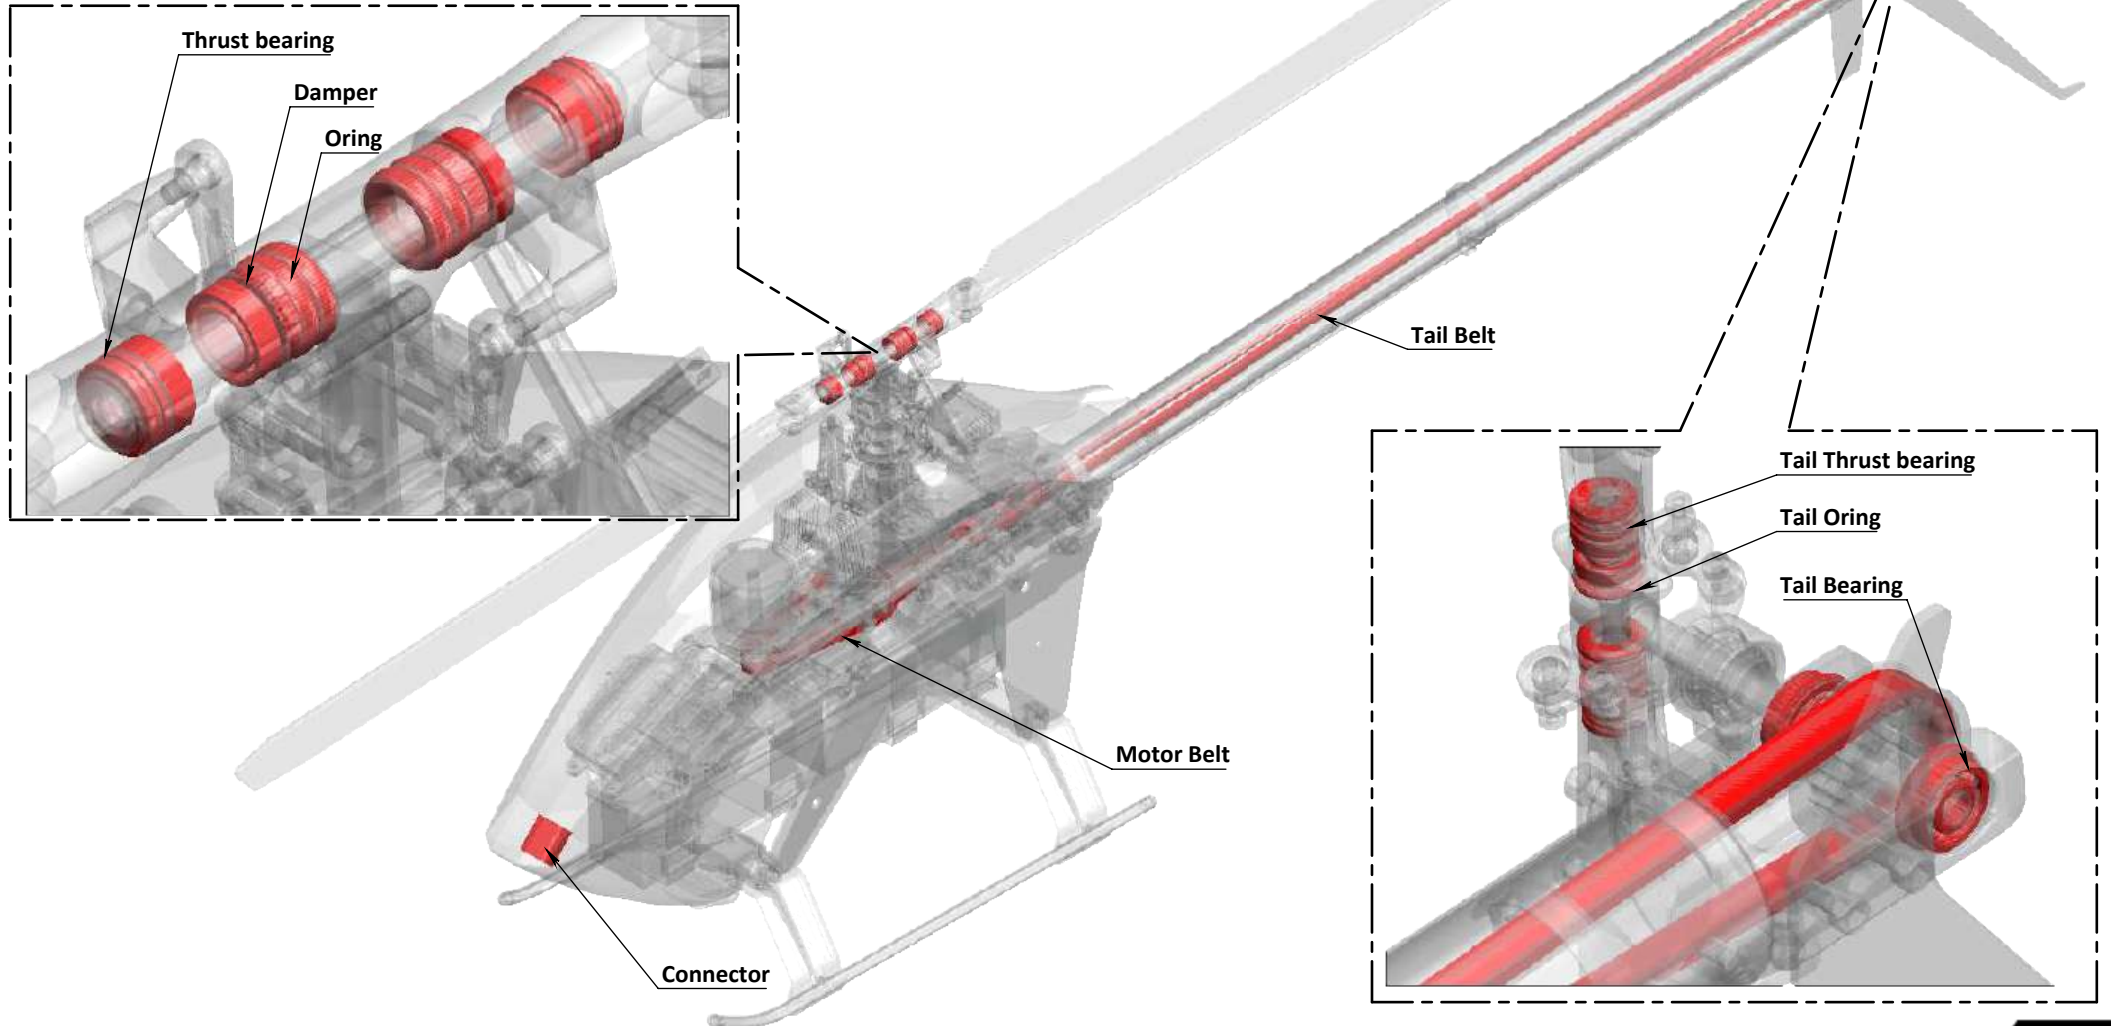 Thrust bearing
Damper
Oring
Tail Belt
Tail Thrust bearing
Tail Oring
Tail Bearing
Motor Belt
Connector